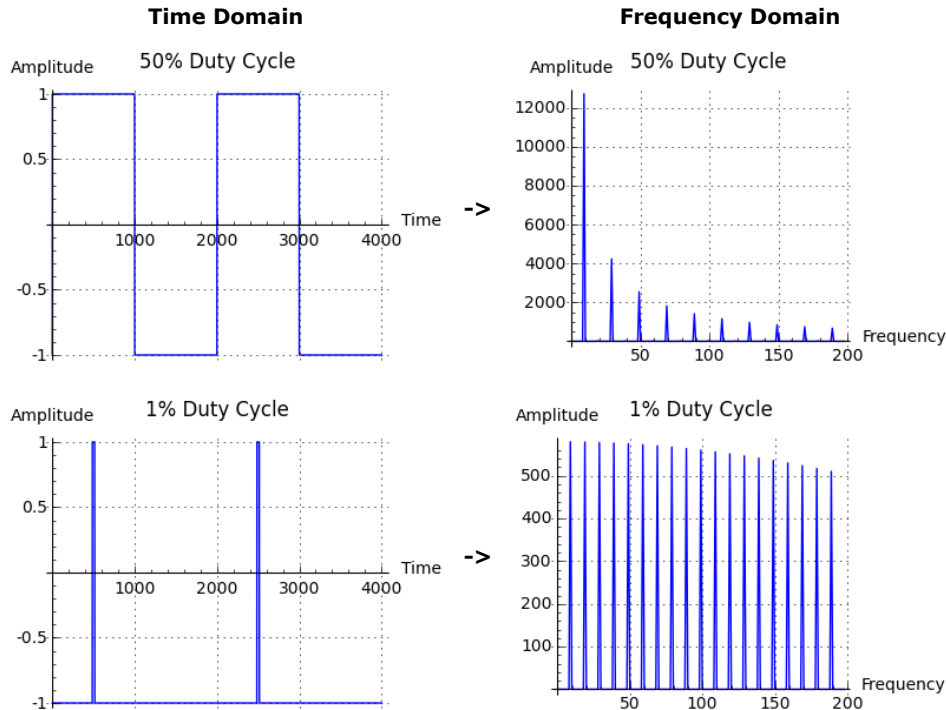 Time Domain
Frequency Domain
Amplitude 50% Duty Cycle
1
0.5
-0.5
-1
1000 2000 3000 4000
Time
->
Amplitude 50% Duty Cycle
12000
10000
8000
6000
4000
2000
50 100 150 200
Frequency
Amplitude 1% Duty Cycle
1
0.5
-0.5
-1
1000 2000 3000 4000
Time
->
Amplitude 1% Duty Cycle
500
400
300
200
100
50 100 150 200
Frequency